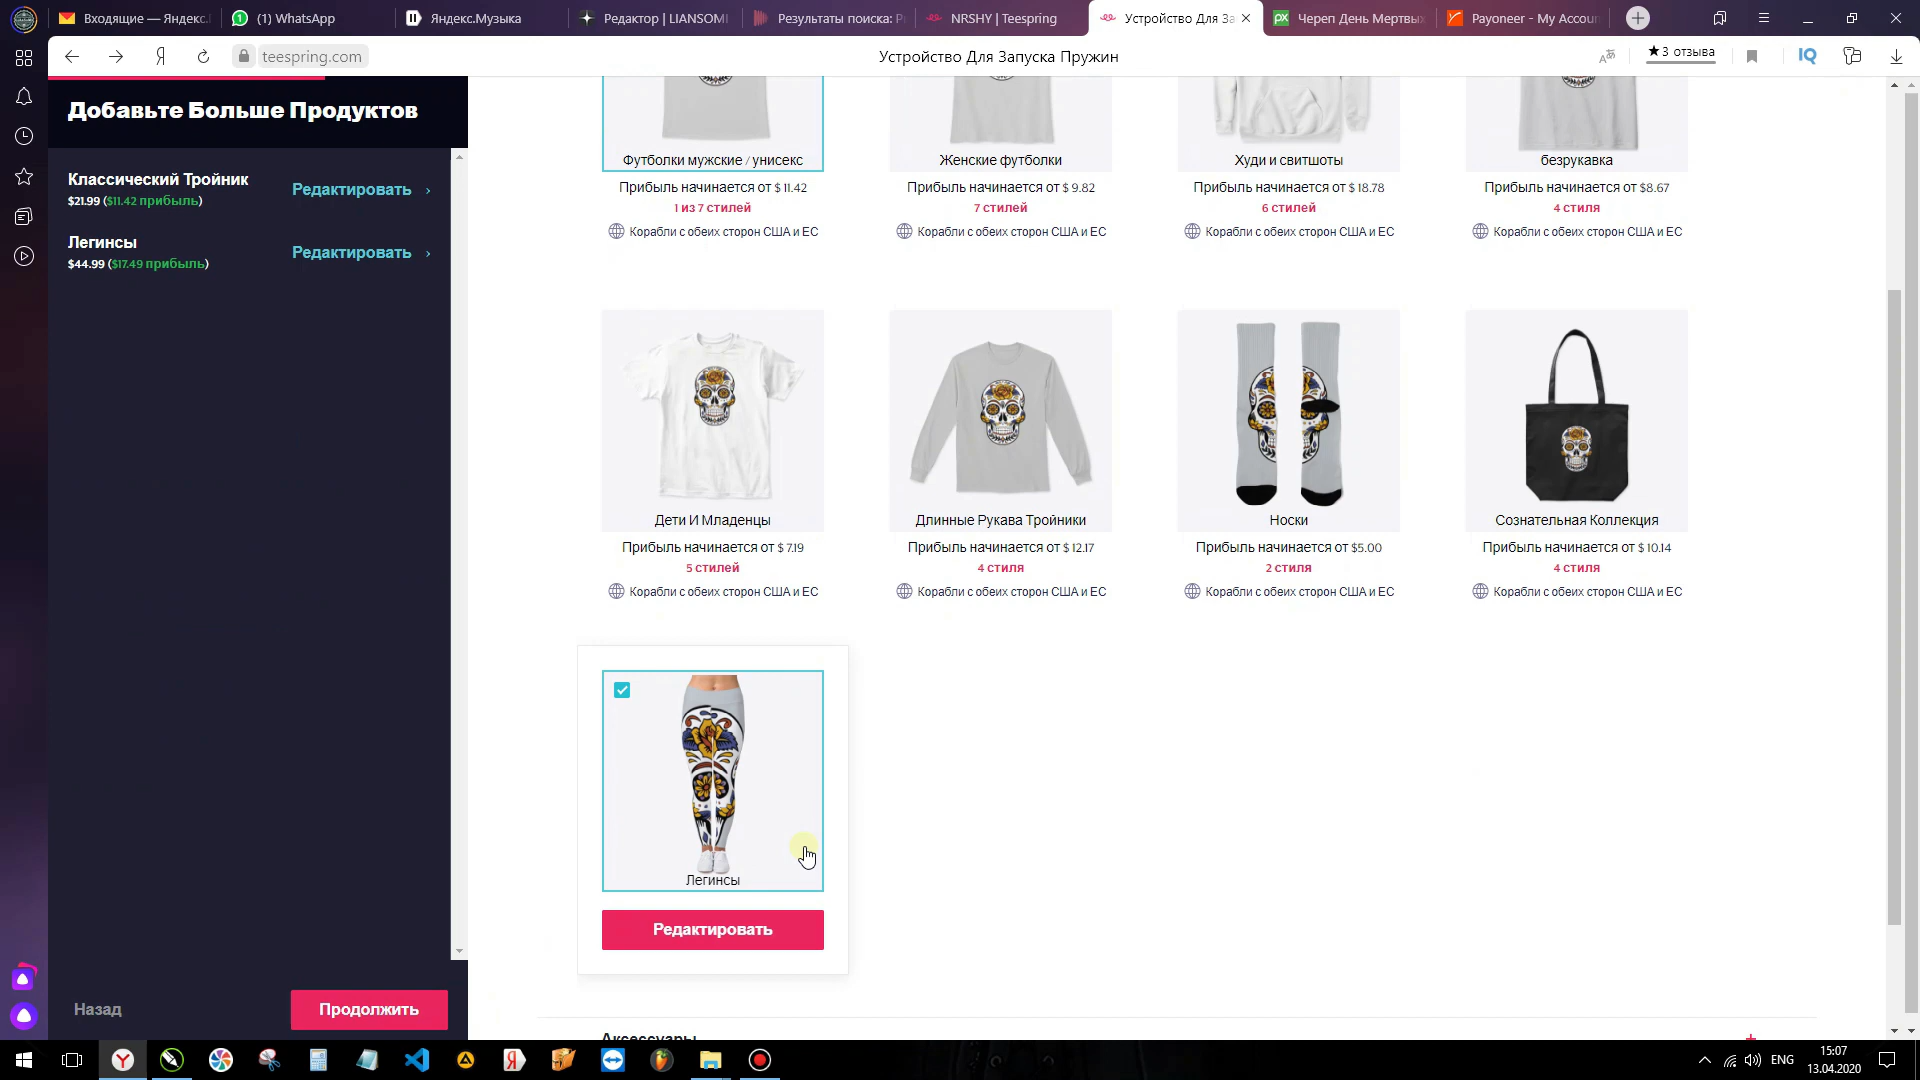 Входящие — Яндекс.
(1) WhatsApp
Яндекс.Музыка
Редактор | LIANSOMI
Результаты поиска: Р
NRSHY | Teespring
Устройство Для За
Череп День Мертвых
Payoneer - My Accoun
teespring.com
Устройство Для Запуска Пружин
★3 отзыва
Добавьте Больше Продуктов
Классический Тройник
$21.99 ($11.42 прибыль)
Редактировать
Легинсы
$44.99 ($17.49 прибыль)
Редактировать
Футболки мужские / унисекс
Женские футболки
Худи и свитшоты
безрукавка
Прибыль начинается от $ 11.42
Прибыль начинается от $ 9.82
Прибыль начинается от $ 18.78
Прибыль начинается от $8.67
1 из 7 стилей
7 стилей
6 стилей
4 стиля
Корабли с обеих сторон США и ЕС
Корабли с обеих сторон США и ЕС
Корабли с обеих сторон США и ЕС
Корабли с обеих сторон США и ЕС
Дети И Младенцы
Длинные Рукава Тройники
Носки
Сознательная Коллекция
Прибыль начинается от $ 7.19
Прибыль начинается от $ 12.17
Прибыль начинается от $5.00
Прибыль начинается от $ 10.14
5 стилей
4 стиля
2 стиля
4 стиля
Корабли с обеих сторон США и ЕС
Корабли с обеих сторон США и ЕС
Корабли с обеих сторон США и ЕС
Корабли с обеих сторон США и ЕС
Легинсы
Редактировать
Аксессуары
Назад
Продолжить
ENG
15:07
13.04.2020